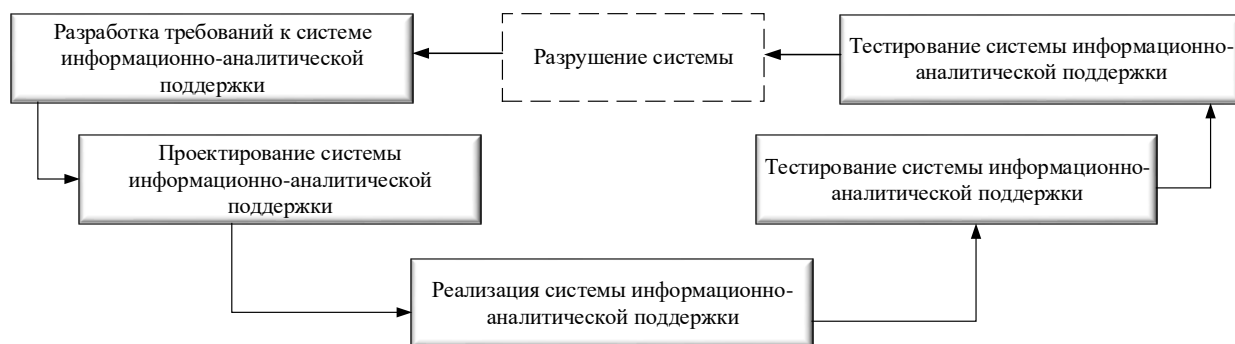 Разработка требований к системе
информационно-аналитической
поддержки
Разрушение системы
Тестирование системы информационно-
аналитической поддержки
Проектирование системы
информационно-аналитической
поддержки
Тестирование системы информационно-
аналитической поддержки
Реализация системы информационно-
аналитической поддержки